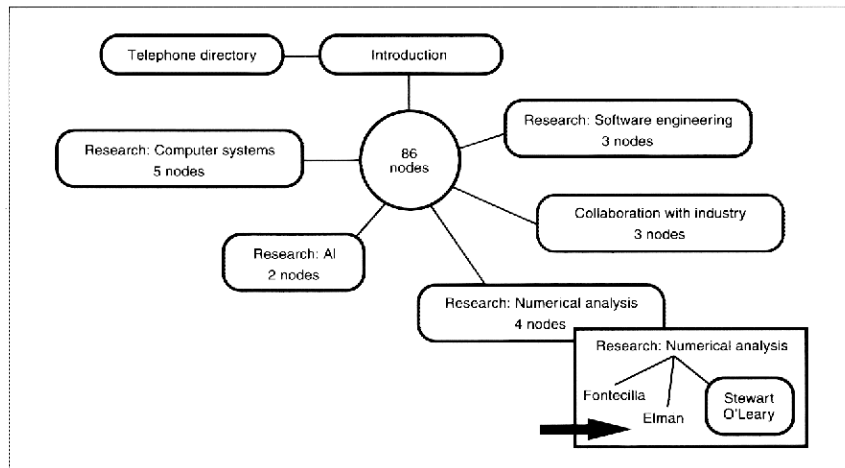 Telephone directory
Introduction
Research: Software engineering
3 nodes
Research: Computer systems
5 nodes
86
nodes
Collaboration with industry
3 nodes
Research: AI
2 nodes
Research: Numerical analysis
4 nodes
Research: Numerical analysis
Fontecilla
Elman
Stewart
O'Leary